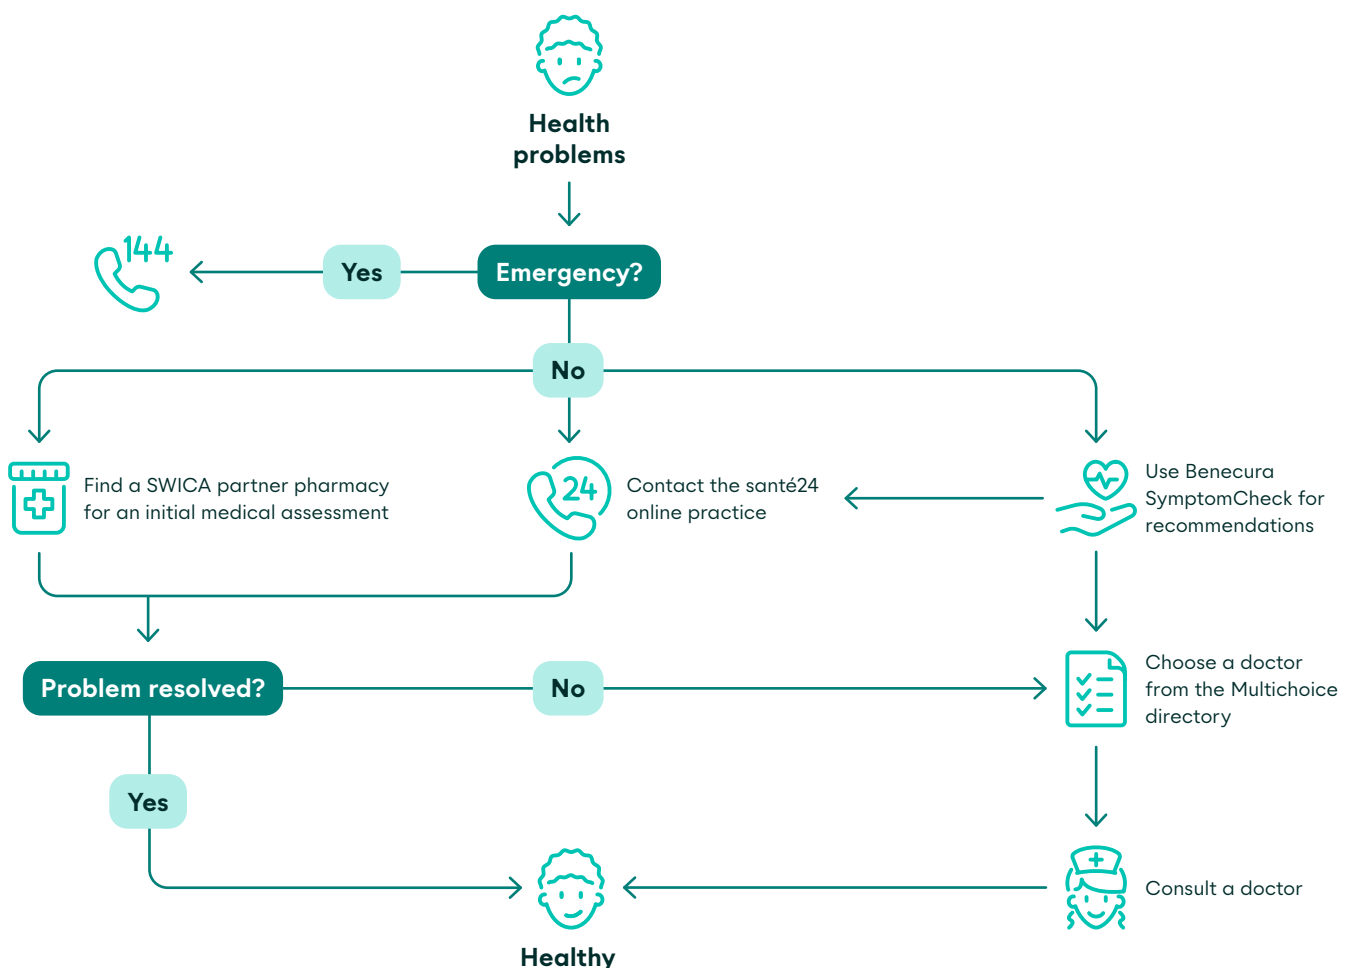 Health
problems
144
Yes
Emergency?
No
Find a SWICA partner pharmacy
for an initial medical assessment
24
Contact the santé24
online practice
Use Benecura
SymptomCheck for
recommendations
Problem resolved?
No
Choose a doctor
from the Multichoice
directory
Yes
Consult a doctor
Healthy